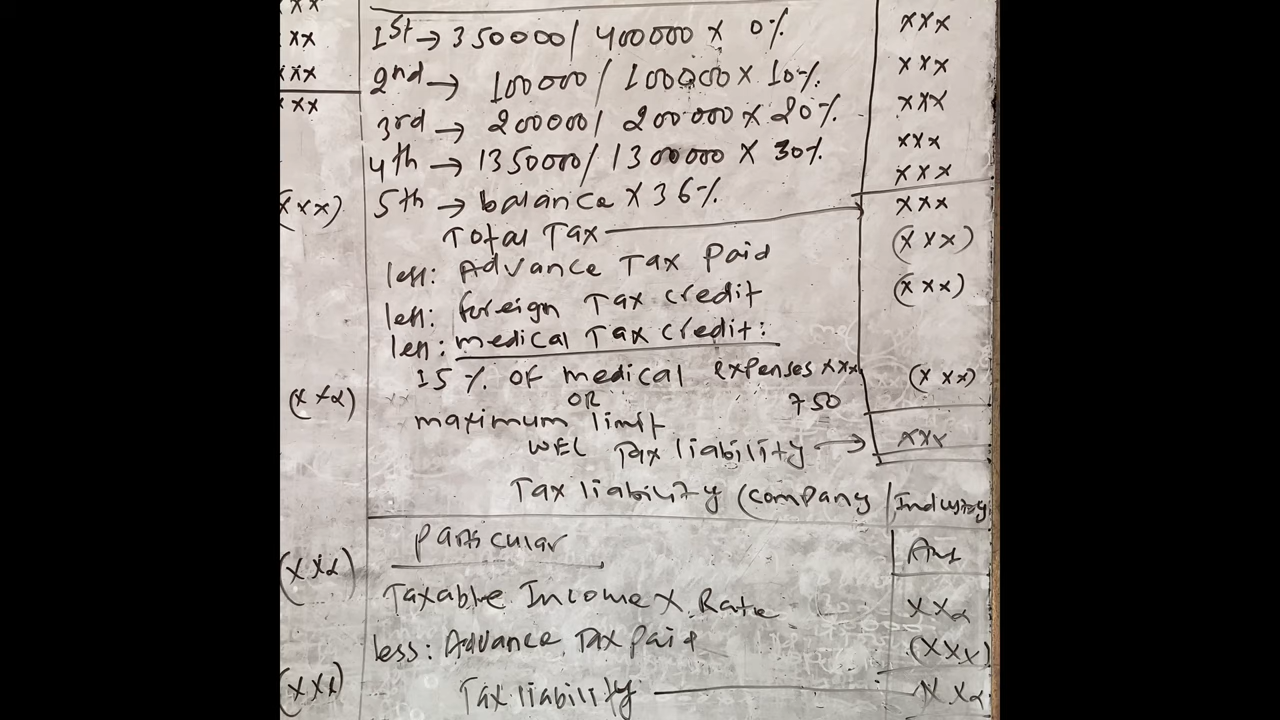 xx
xx
xxx
xxx
(xxx)
(xxx)
(xxx)
(xxx)
1st → 350000/ 400000 x 0% xxx
2nd → 100000/ 100000 x 10% xxx
3rd → 200000/ 200000 x 20% xxx
4th → 1350000/ 1300000 x 30% xxx
5th → balance x 36% xxx
Total Tax xxx
less: Advance Tax Paid (xxx)
less: foreign Tax credit (xxx)
less: medical Tax credit:
15% of medical expenses xxx (xxx)
OR
maximum limit 750
WEL Tax liability → xxx
Tax liability (company / Industry
Particular Amt
Taxable Income x Rate xxx
less: Advance Tax Paid (xxx)
Tax liability xxx